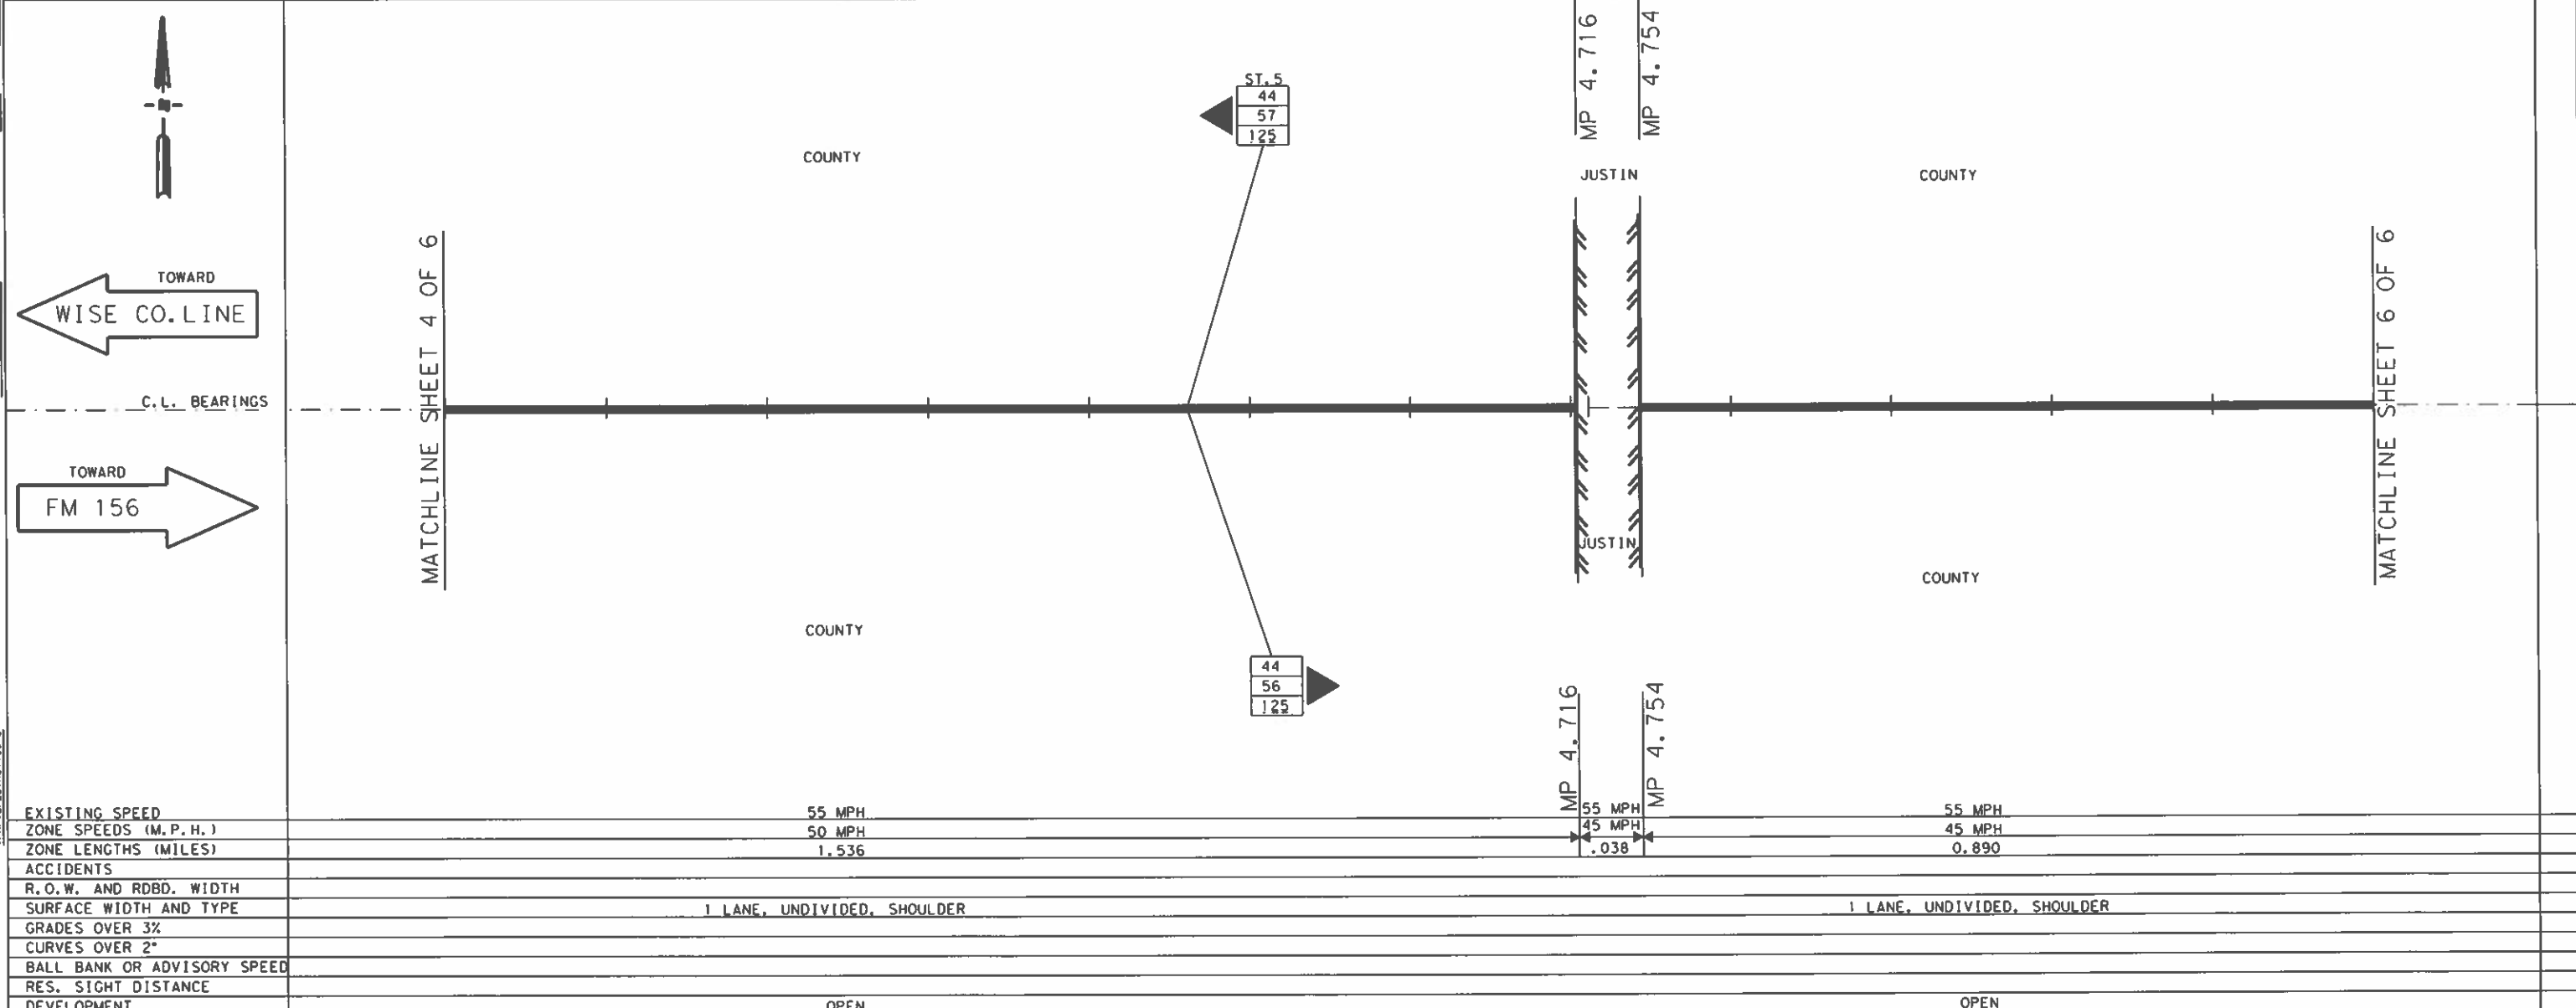 MP 4.716
MP 4.754
ST.5
44
57
125
COUNTY
JUSTIN
COUNTY
MATCHLINE SHEET 4 OF 6
MATCHLINE SHEET 6 OF 6
TOWARD
WISE CO.LINE
C.L. BEARINGS
TOWARD
FM 156
JUSTIN
COUNTY
COUNTY
44
56
125
MP 4.716
MP 4.754
EXISTING SPEED 55 MPH 55 MPH 55 MPH
ZONE SPEEDS (M.P.H.) 50 MPH 45 MPH 45 MPH
ZONE LENGTHS (MILES) 1.536 .038 0.890
ACCIDENTS
R.O.W. AND RDBD. WIDTH
SURFACE WIDTH AND TYPE 1 LANE, UNDIVIDED, SHOULDER 1 LANE, UNDIVIDED, SHOULDER
GRADES OVER 3%
CURVES OVER 2°
BALL BANK OR ADVISORY SPEED
RES. SIGHT DISTANCE
DEVELOPMENT OPEN OPEN